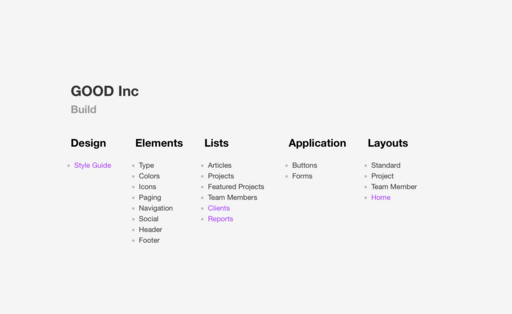 GOOD Inc
Build
Design
Style Guide
Elements
Type
Colors
Icons
Paging
Navigation
Social
Header
Footer
Lists
Articles
Projects
Featured Projects
Team Members
Clients
Reports
Application
Buttons
Forms
Layouts
Standard
Project
Team Member
Home